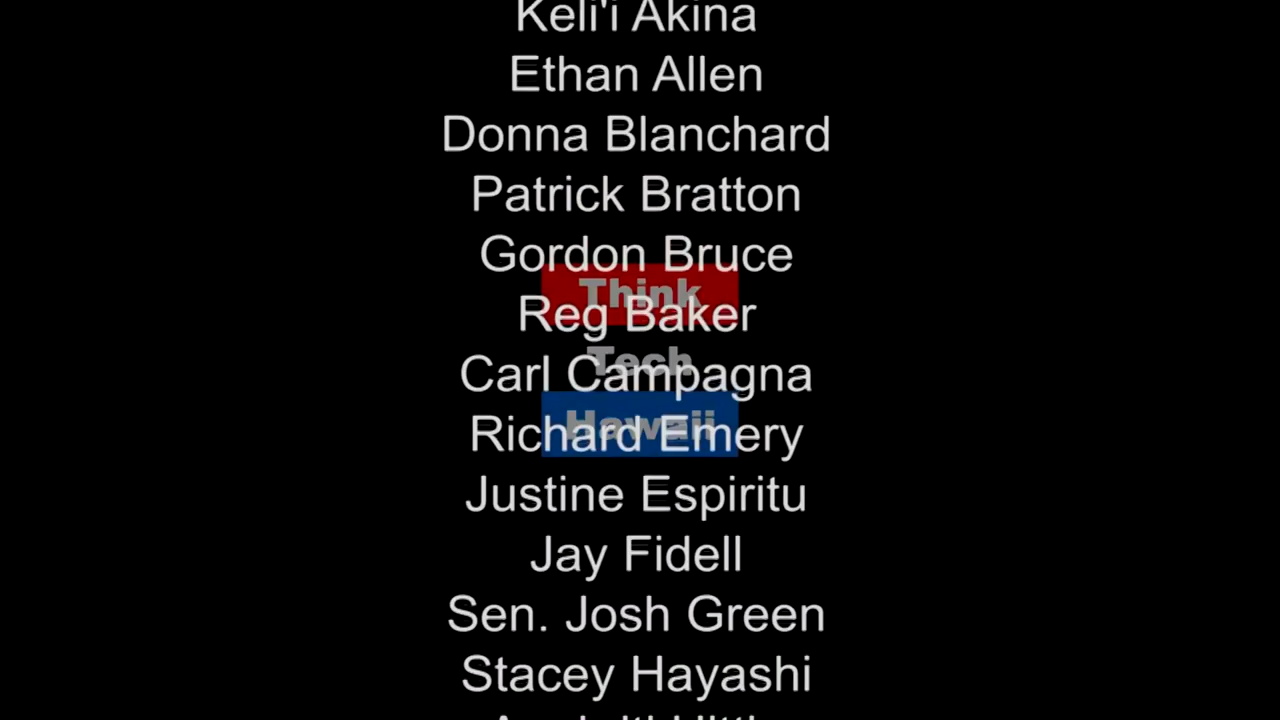 Keli'i Akina
Ethan Allen
Donna Blanchard
Patrick Bratton
Gordon Bruce
Think
Reg Baker
Tech
Carl Campagna
Hawaii
Richard Emery
Justine Espiritu
Jay Fidell
Sen. Josh Green
Stacey Hayashi